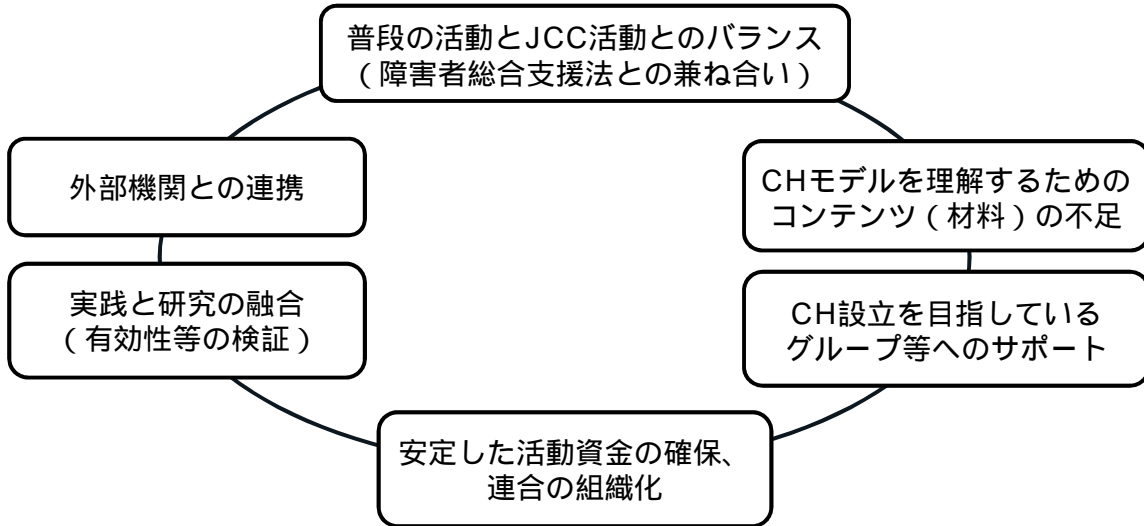 普段の活動とJCC活動とのバランス
（障害者総合支援法との兼ね合い）
外部機関との連携
CHモデルを理解するための
コンテンツ（材料）の不足
実践と研究の融合
（有効性等の検証）
CH設立を目指している
グループ等へのサポート
安定した活動資金の確保、
連合の組織化